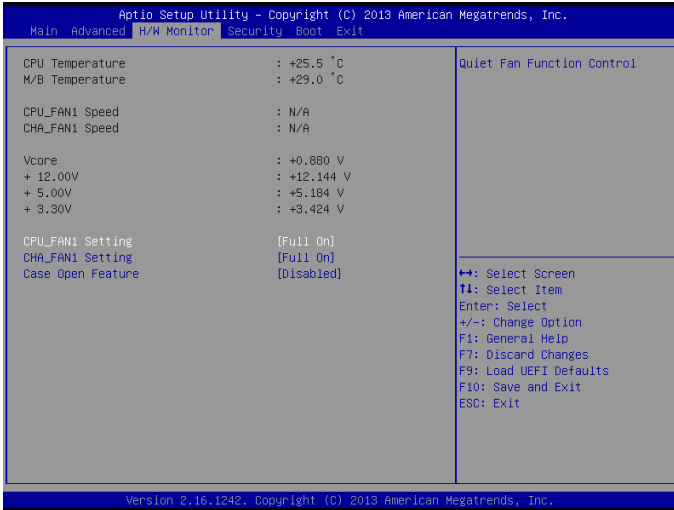 Aptio Setup Utility – Copyright (C) 2013 American Megatrends, Inc.
Main Advanced H/W Monitor Security Boot Exit
CPU Temperature : +25.5 °C
M/B Temperature : +29.0 °C
CPU_FAN1 Speed : N/A
CHA_FAN1 Speed : N/A
Vcore : +0.880 V
+ 12.00V : +12.144 V
+ 5.00V : +5.184 V
+ 3.30V : +3.424 V
CPU_FAN1 Setting [Full On]
CHA_FAN1 Setting [Full On]
Case Open Feature [Disabled]
Quiet Fan Function Control
↔: Select Screen
↑↓: Select Item
Enter: Select
+/-: Change Option
F1: General Help
F7: Discard Changes
F9: Load UEFI Defaults
F10: Save and Exit
ESC: Exit
Version 2.16.1242. Copyright (C) 2013 American Megatrends, Inc.